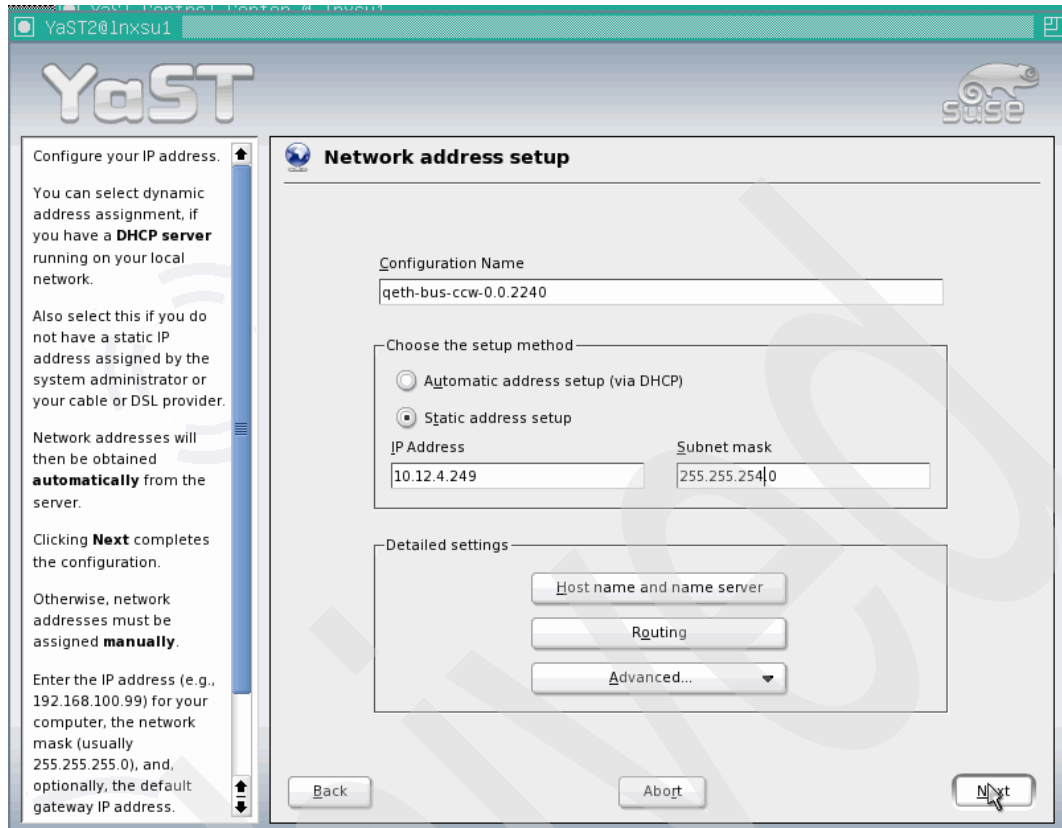 YaST Control Center @ lnxsu1
YaST2@lnxsu1
YaST
suse
Configure your IP address.
You can select dynamic
address assignment, if
you have a DHCP server
running on your local
network.
Also select this if you do
not have a static IP
address assigned by the
system administrator or
your cable or DSL provider.
Network addresses will
then be obtained
automatically from the
server.
Clicking Next completes
the configuration.
Otherwise, network
addresses must be
assigned manually.
Enter the IP address (e.g.,
192.168.100.99) for your
computer, the network
mask (usually
255.255.255.0), and,
optionally, the default
gateway IP address.
Network address setup
Configuration Name
qeth-bus-ccw-0.0.2240
Choose the setup method
Automatic address setup (via DHCP)
Static address setup
IP Address Subnet mask
10.12.4.249 255.255.254.0
Detailed settings
Host name and name server
Routing
Advanced...
Back Abort Next